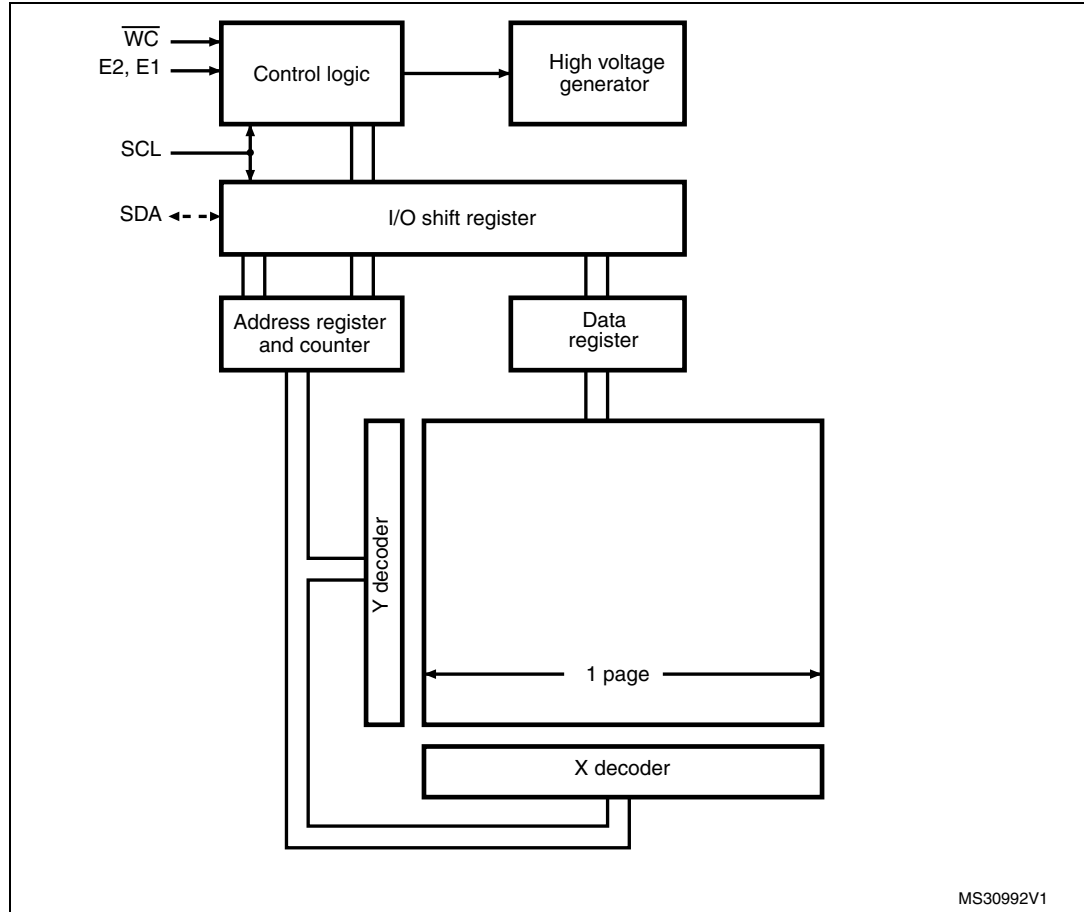 W̅C̅
E2, E1
Control logic
High voltage
generator
SCL
SDA
I/O shift register
Address register
and counter
Data
register
Y decoder
1 page
X decoder
MS30992V1